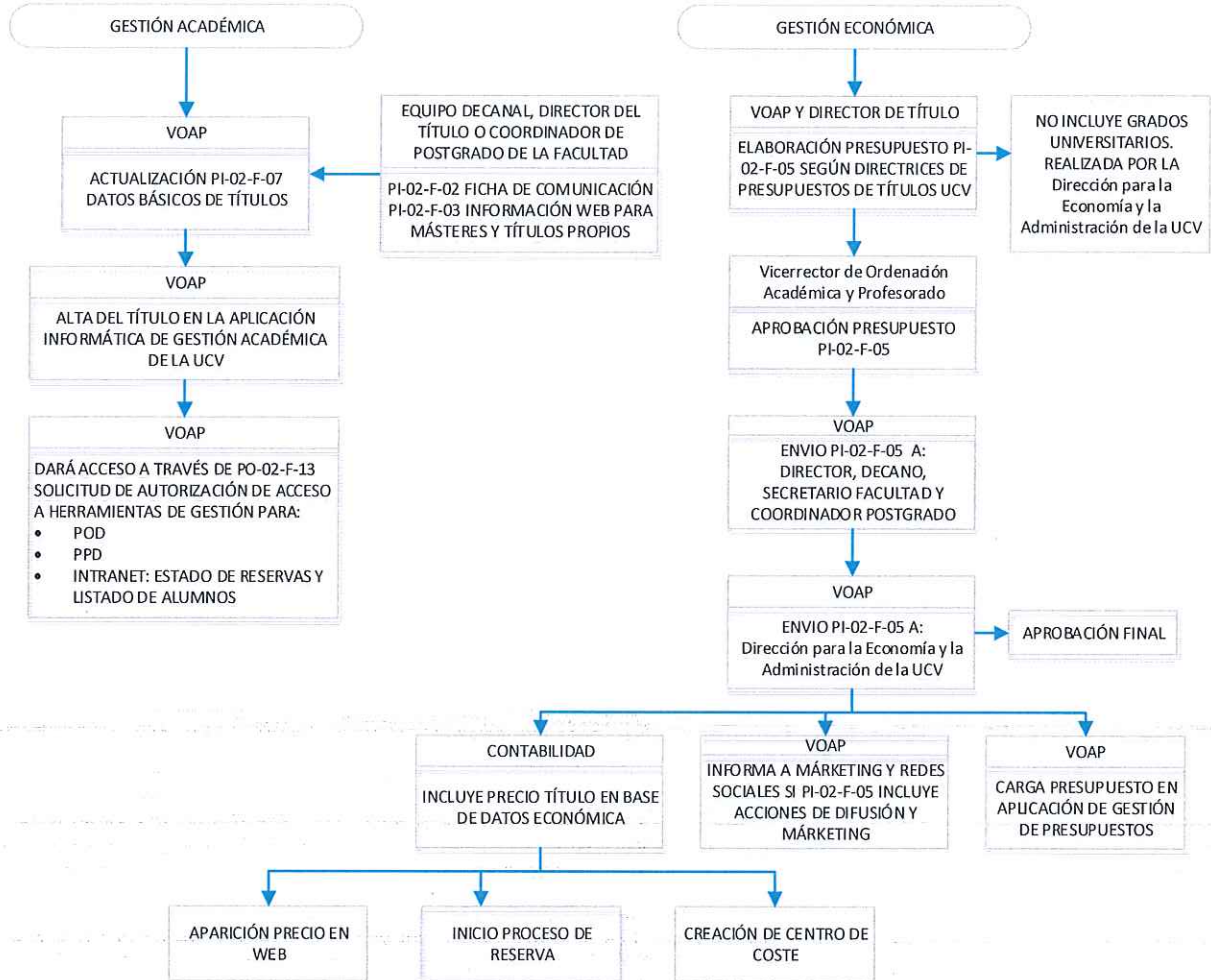 GESTIÓN ACADÉMICA
VOAP
ACTUALIZACIÓN PI-02-F-07
DATOS BÁSICOS DE TÍTULOS
EQUIPO DECANAL, DIRECTOR DEL
TÍTULO O COORDINADOR DE
POSTGRADO DE LA FACULTAD
PI-02-F-02 FICHA DE COMUNICACIÓN
PI-02-F-03 INFORMACIÓN WEB PARA
MÁSTERES Y TÍTULOS PROPIOS
VOAP
ALTA DEL TÍTULO EN LA APLICACIÓN
INFORMÁTICA DE GESTIÓN ACADÉMICA
DE LA UCV
VOAP
DARÁ ACCESO A TRAVÉS DE PO-02-F-13
SOLICITUD DE AUTORIZACIÓN DE ACCESO
A HERRAMIENTAS DE GESTIÓN PARA:
• POD
• PPD
• INTRANET: ESTADO DE RESERVAS Y
LISTADO DE ALUMNOS
GESTIÓN ECONÓMICA
VOAP Y DIRECTOR DE TÍTULO
ELABORACIÓN PRESUPUESTO PI-
02-F-05 SEGÚN DIRECTRICES DE
PRESUPUESTOS DE TÍTULOS UCV
NO INCLUYE GRADOS
UNVERSITARIOS.
REALIZADA POR LA
Dirección para la
Economía y la
Administración de la UCV
Vicerrector de Ordenación
Académica y Profesorado
APROBACIÓN PRESUPUESTO
PI-02-F-05
VOAP
ENVIO PI-02-F-05 A:
DIRECTOR, DECANO,
SECRETARIO FACULTAD Y
COORDINADOR POSTGRADO
VOAP
ENVIO PI-02-F-05 A:
Dirección para la Economía y la
Administración de la UCV
APROBACIÓN FINAL
CONTABILIDAD
INCLUYE PRECIO TÍTULO EN BASE
DE DATOS ECONÓMICA
VOAP
INFORMA A MÁRKETING Y REDES
SOCIALES SI PI-02-F-05 INCLUYE
ACCIONES DE DIFUSIÓN Y
MÁRKETING
VOAP
CARGA PRESUPUESTO EN
APLICACIÓN DE GESTIÓN
DE PRESUPUESTOS
APARICIÓN PRECIO EN
WEB
INICIO PROCESO DE
RESERVA
CREACIÓN DE CENTRO DE
COSTE